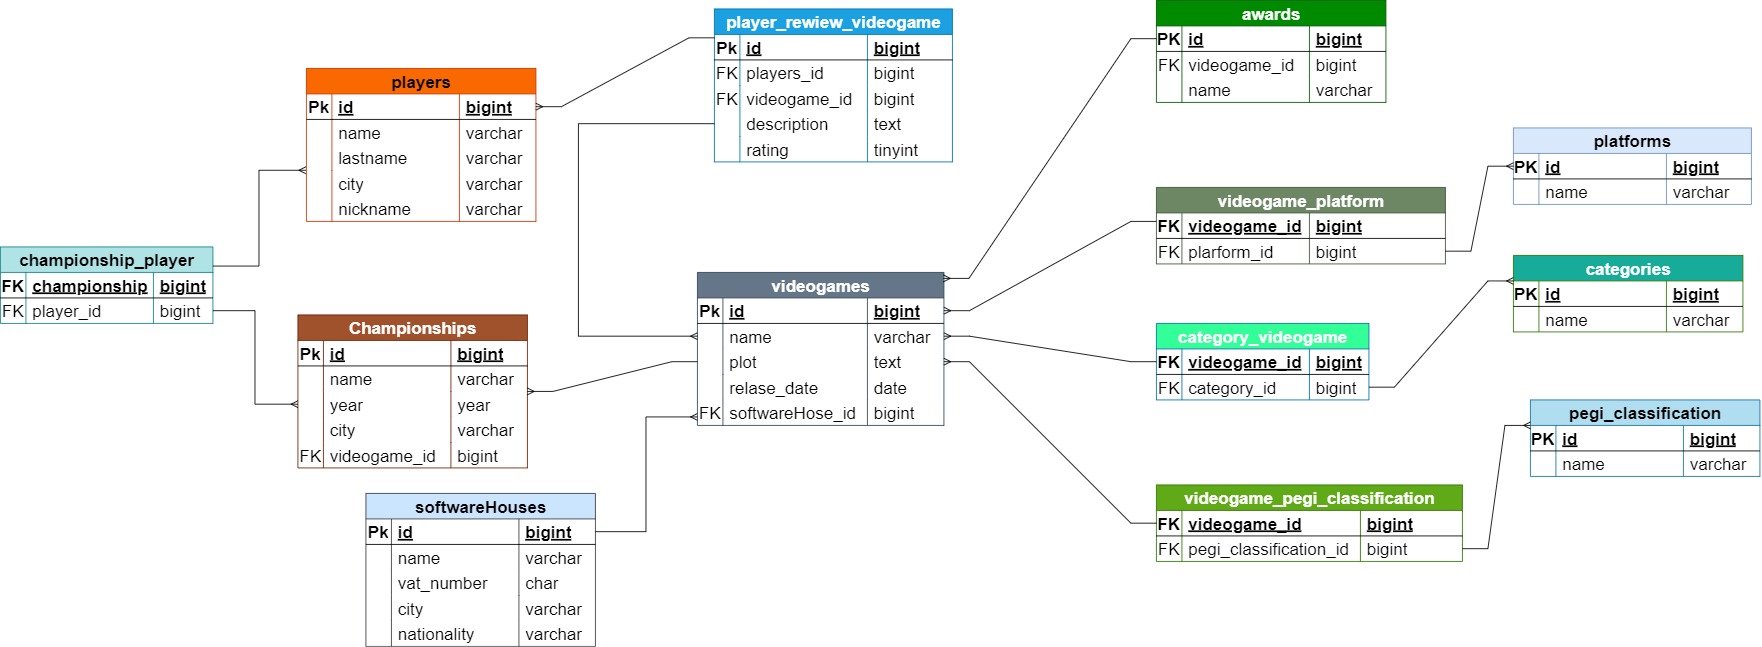 player_rewiew_videogame
Pk id bigint
FK players_id bigint
FK videogame_id bigint
description text
rating tinyint
awards
PK id bigint
FK videogame_id bigint
name varchar
players
Pk id bigint
name varchar
lastname varchar
city varchar
nickname varchar
platforms
PK id bigint
name varchar
videogame_platform
FK videogame_id bigint
FK plarform_id bigint
championship_player
FK championship bigint
FK player_id bigint
videogames
Pk id bigint
name varchar
plot text
relase_date date
FK softwareHose_id bigint
categories
PK id bigint
name varchar
Championships
Pk id bigint
name varchar
year year
city varchar
FK videogame_id bigint
category_videogame
FK videogame_id bigint
FK category_id bigint
pegi_classification
PK id bigint
name varchar
softwareHouses
Pk id bigint
name varchar
vat_number char
city varchar
nationality varchar
videogame_pegi_classification
FK videogame_id bigint
FK pegi_classification_id bigint